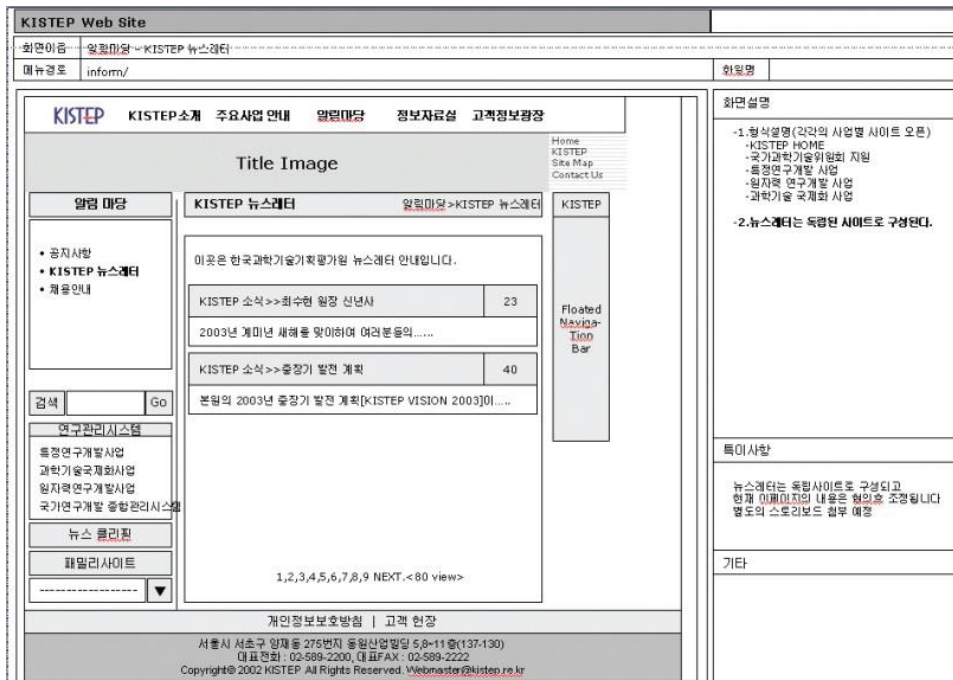 KISTEP Web Site
화면이음 알림마당 - KISTEP 뉴스레터
메뉴경로 inform/ 화일명
KISTEP KISTEP소개 주요사업 안내 알림마당 정보자료실 고객정보광장
Title Image
Home
KISTEP
Site Map
Contact Us
알림 마당
• 공지사항
• KISTEP 뉴스레터
• 채용안내
검색 Go
연구관리시스템
특정연구개발사업
과학기술국제화사업
원자력연구개발사업
국가연구개발 종합관리시스템
뉴스 클리핑
패밀리사이트
------------------ ▼
KISTEP 뉴스레터 알림마당>KISTEP 뉴스레터
이곳은 한국과학기술기획평가원 뉴스레터 안내입니다.
KISTEP 소식>>최수현 원장 신년사 23
2003년 계미년 새해를 맞이하여 여러분들의......
KISTEP 소식>>중장기 발전 계획 40
본원의 2003년 중장기 발전 계획[KISTEP VISION 2003]이.....
1,2,3,4,5,6,7,8,9 NEXT.<80 view>
KISTEP
Floated
Naviga-
Tion
Bar
개인정보보호방침 | 고객 헌장
서울시 서초구 양재동 275번지 동원산업빌딩 5,8~11층(137-130)
대표전화 : 02-589-2200, 대표FAX : 02-589-2222
Copyright© 2002 KISTEP All Rights Reserved. Webmaster@kistep.re.kr
화면설명
-1.형식설명(각각의 사업별 사이트 오픈)
-KISTEP HOME
-국가과학기술위원회 지원
-특정연구개발 사업
-원자력 연구개발 사업
-과학기술 국제화 사업
-2.뉴스레터는 독립된 사이트로 구성된다.
특이사항
뉴스레터는 독립사이트로 구성되고
현재 이페이지의 내용은 협의후 조정됩니다
별도의 스토리보드 첨부 예정
기타